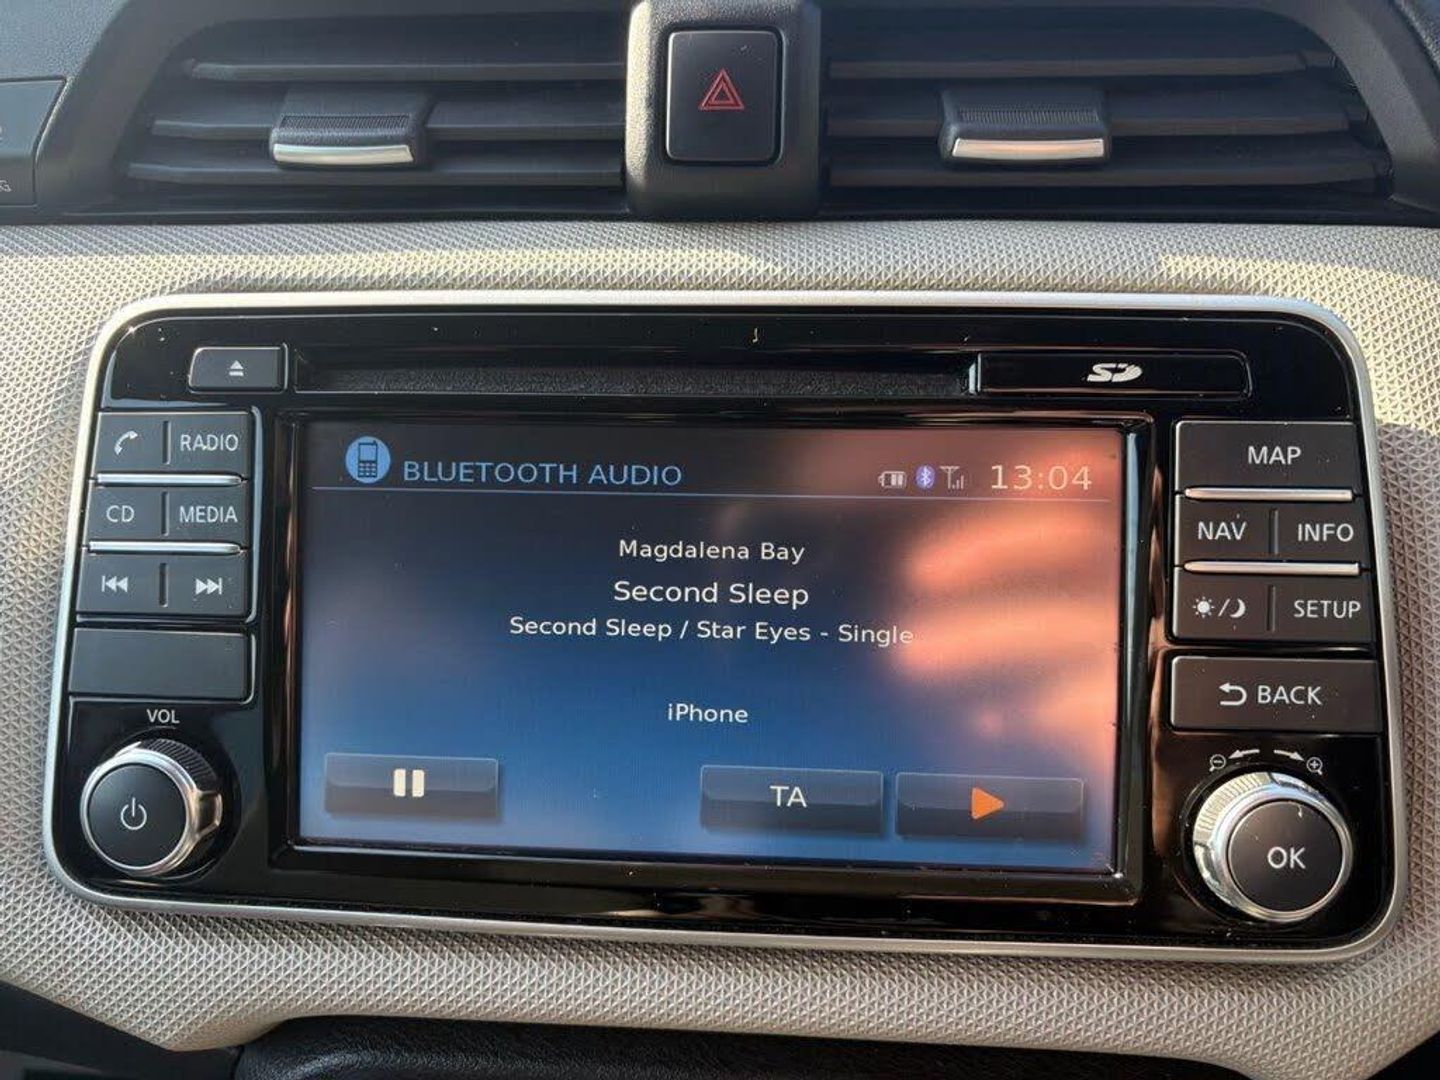 SD
RADIO
CD MEDIA
VOL
BLUETOOTH AUDIO 13:04
Magdalena Bay
Second Sleep
Second Sleep / Star Eyes - Single
iPhone
TA
MAP
NAV INFO
SETUP
BACK
OK